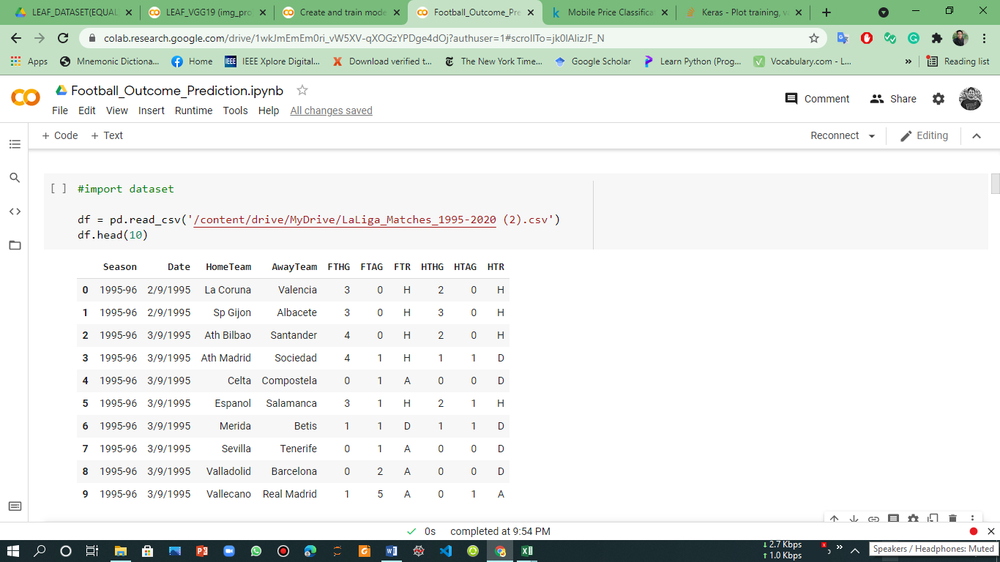 LEAF_DATASET(EQUAL
LEAF_VGG19 (img_pro
Create and train mode
Football_Outcome_Pre
Mobile Price Classifica
Keras - Plot training, va
colab.research.google.com/drive/1wkJmEmEm0ri_vW5XV-qXOGzYPDge4dOj?authuser=1#scrollTo=jk0lAlizJF_N
Apps
Mnemonic Dictiona...
Home
IEEE IEEE Xplore Digital...
Download verified t...
The New York Time...
Google Scholar
Learn Python (Prog...
Vocabulary.com - L...
»
Reading list
Football_Outcome_Prediction.ipynb
Comment
Share
File Edit View Insert Runtime Tools Help All changes saved
+ Code + Text
Reconnect
Editing
[ ] #import dataset
df = pd.read_csv('/content/drive/MyDrive/LaLiga_Matches_1995-2020 (2).csv')
df.head(10)
Season Date HomeTeam AwayTeam FTHG FTAG FTR HTHG HTAG HTR
0 1995-96 2/9/1995 La Coruna Valencia 3 0 H 2 0 H
1 1995-96 2/9/1995 Sp Gijon Albacete 3 0 H 3 0 H
2 1995-96 3/9/1995 Ath Bilbao Santander 4 0 H 2 0 H
3 1995-96 3/9/1995 Ath Madrid Sociedad 4 1 H 1 1 D
4 1995-96 3/9/1995 Celta Compostela 0 1 A 0 0 D
5 1995-96 3/9/1995 Espanol Salamanca 3 1 H 2 1 H
6 1995-96 3/9/1995 Merida Betis 1 1 D 1 1 D
7 1995-96 3/9/1995 Sevilla Tenerife 0 1 A 0 0 D
8 1995-96 3/9/1995 Valladolid Barcelona 0 2 A 0 0 D
9 1995-96 3/9/1995 Vallecano Real Madrid 1 5 A 0 1 A
0s completed at 9:54 PM
↓ 2.7 Kbps
↑ 1.0 Kbps
Speakers / Headphones: Muted